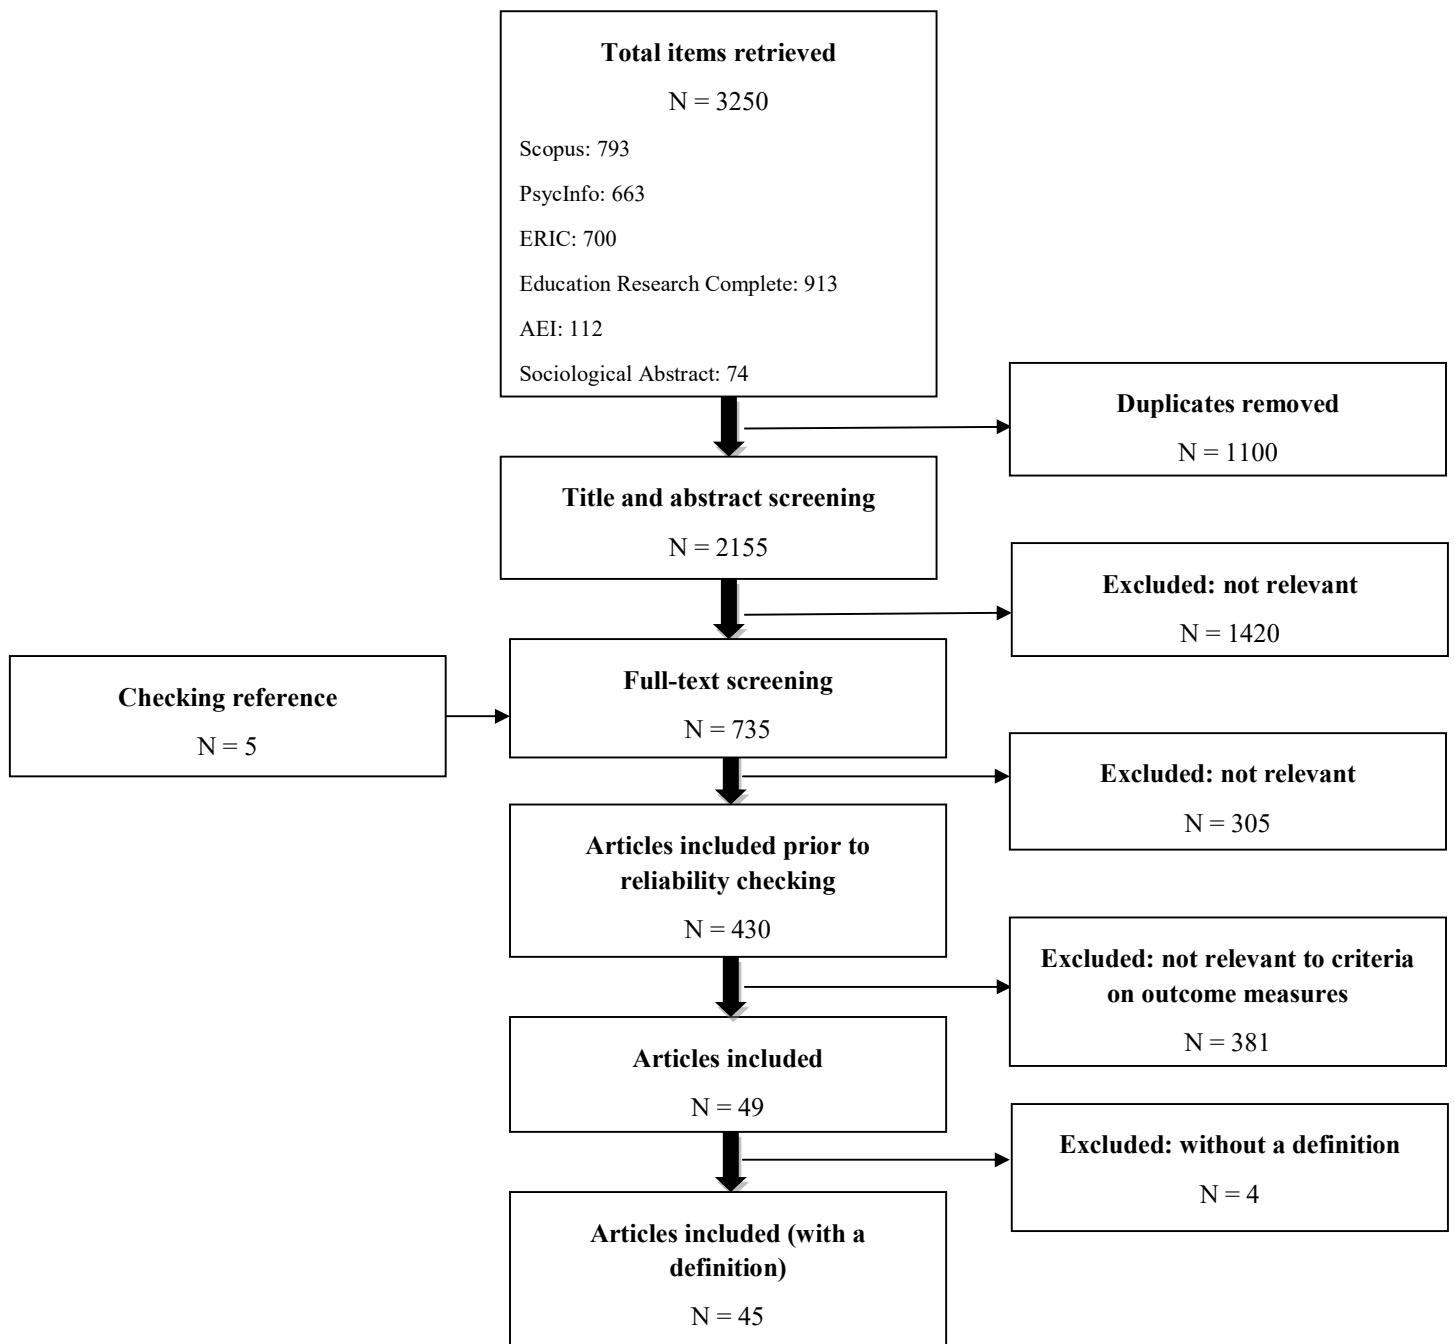 Total items retrieved
N = 3250
Scopus: 793
PsycInfo: 663
ERIC: 700
Education Research Complete: 913
AEI: 112
Sociological Abstract: 74
Duplicates removed
N = 1100
Title and abstract screening
N = 2155
Excluded: not relevant
N = 1420
Checking reference
N = 5
Full-text screening
N = 735
Excluded: not relevant
N = 305
Articles included prior to
reliability checking
N = 430
Excluded: not relevant to criteria
on outcome measures
N = 381
Articles included
N = 49
Excluded: without a definition
N = 4
Articles included (with a
definition)
N = 45